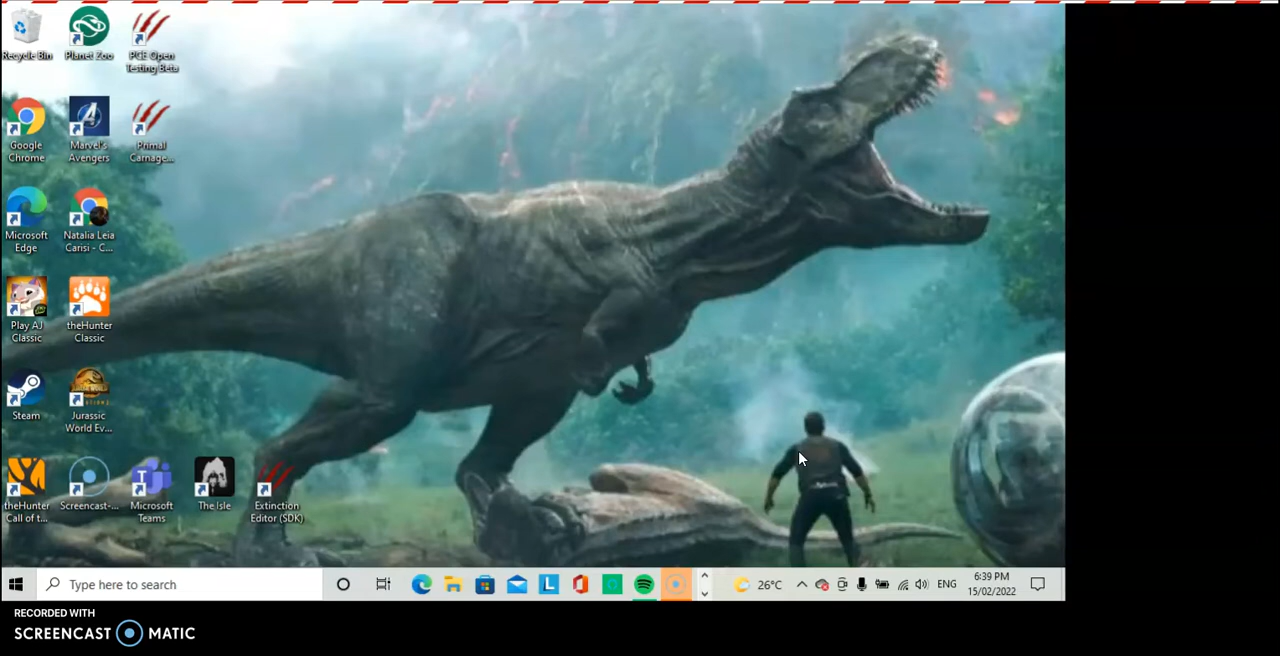 Recycle Bin
Planet Zoo
PCE Open
Testing Beta
Google
Chrome
Marvel's
Avengers
Primal
Carnage...
Microsoft
Edge
Natalia Leia
Carisi - C...
Play AJ
Classic
theHunter
Classic
Steam
Jurassic
World Ev...
theHunter
Call of t...
Screencast-...
Microsoft
Teams
The Isle
Extinction
Editor (SDK)
Type here to search
26°C
ENG
6:39 PM
15/02/2022
RECORDED WITH
SCREENCAST MATIC